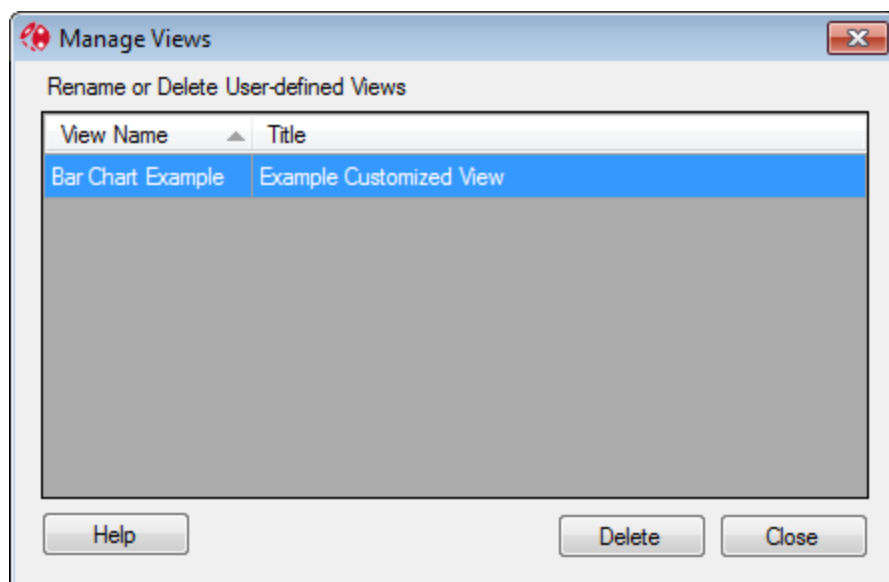 Manage Views
Rename or Delete User-defined Views
View Name Title
Bar Chart Example Example Customized View
Help Delete Close